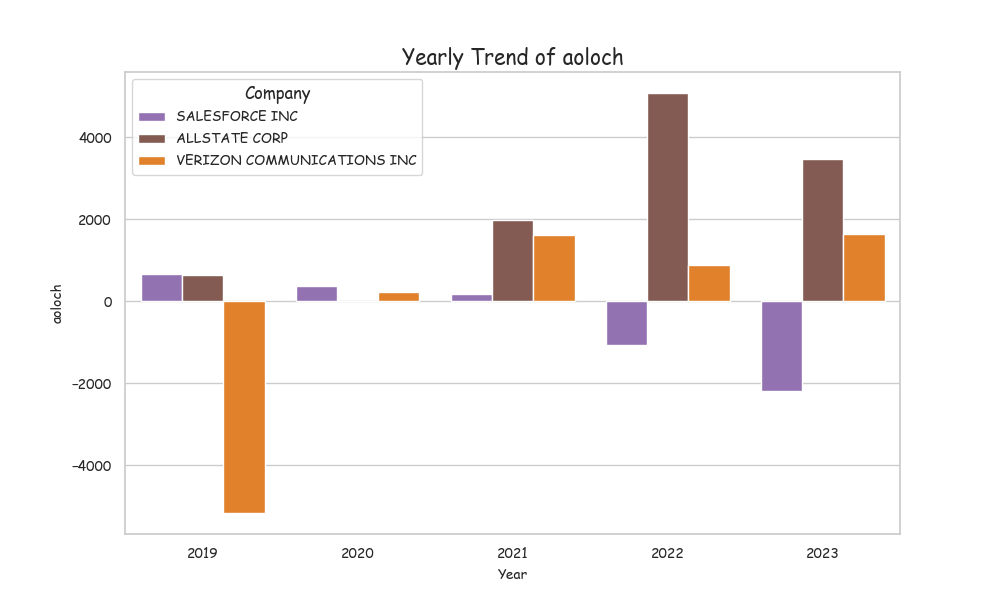 Yearly Trend of aoloch
Company
SALESFORCE INC
ALLSTATE CORP
VERIZON COMMUNICATIONS INC
aoloch
4000
2000
0
−2000
−4000
2019 2020 2021 2022 2023
Year